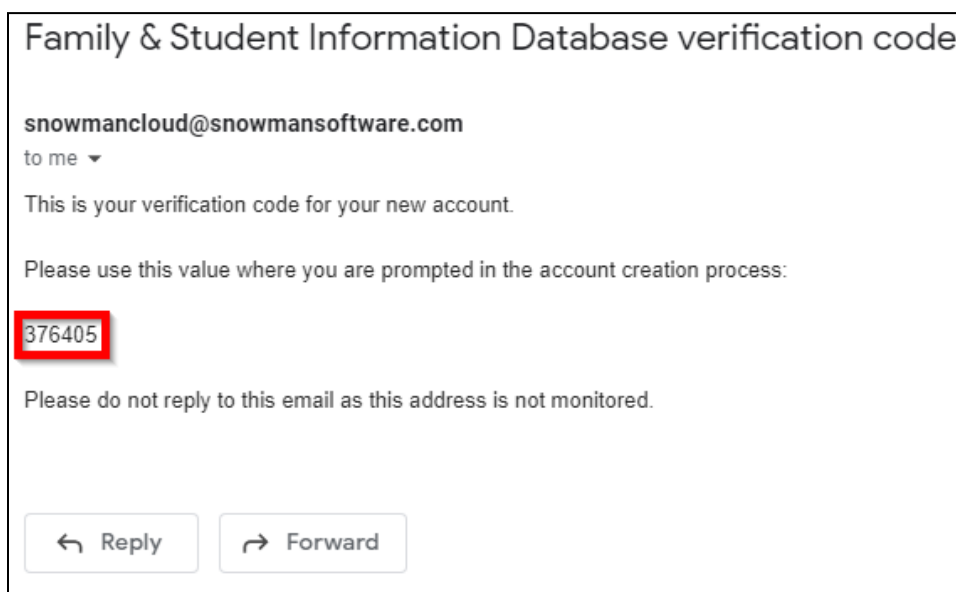 Family & Student Information Database verification code
snowmancloud@snowmansoftware.com
to me
This is your verification code for your new account.
Please use this value where you are prompted in the account creation process:
376405
Please do not reply to this email as this address is not monitored.
Reply
Forward